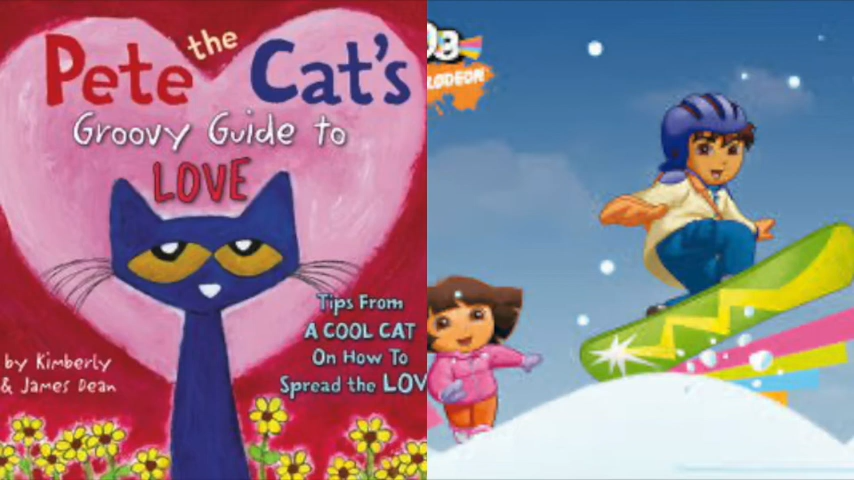 Pete the Cat's
Groovy Guide to
LOVE
Tips From
A COOL CAT
On How To
Spread the LOV
by Kimberly
& James Dean
LODEON